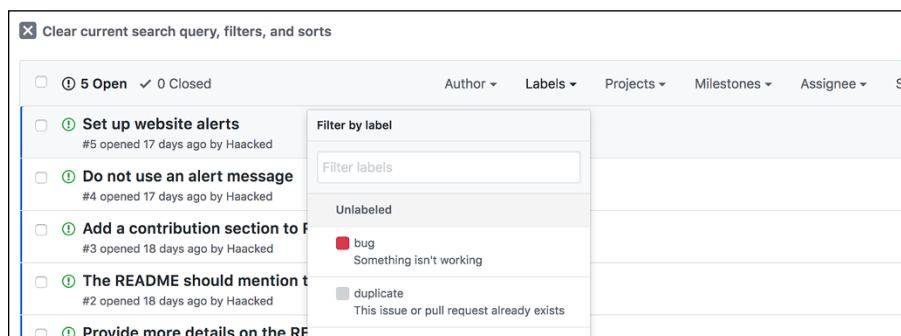 Clear current search query, filters, and sorts
5 Open 0 Closed Author Labels Projects Milestones Assignee
Set up website alerts
#5 opened 17 days ago by Haacked
Do not use an alert message
#4 opened 17 days ago by Haacked
Add a contribution section to
#3 opened 18 days ago by Haacked
The README should mention
#2 opened 18 days ago by Haacked
Provide more details on the
Filter by label
Filter labels
Unlabeled
bug
Something isn't working
duplicate
This issue or pull request already exists